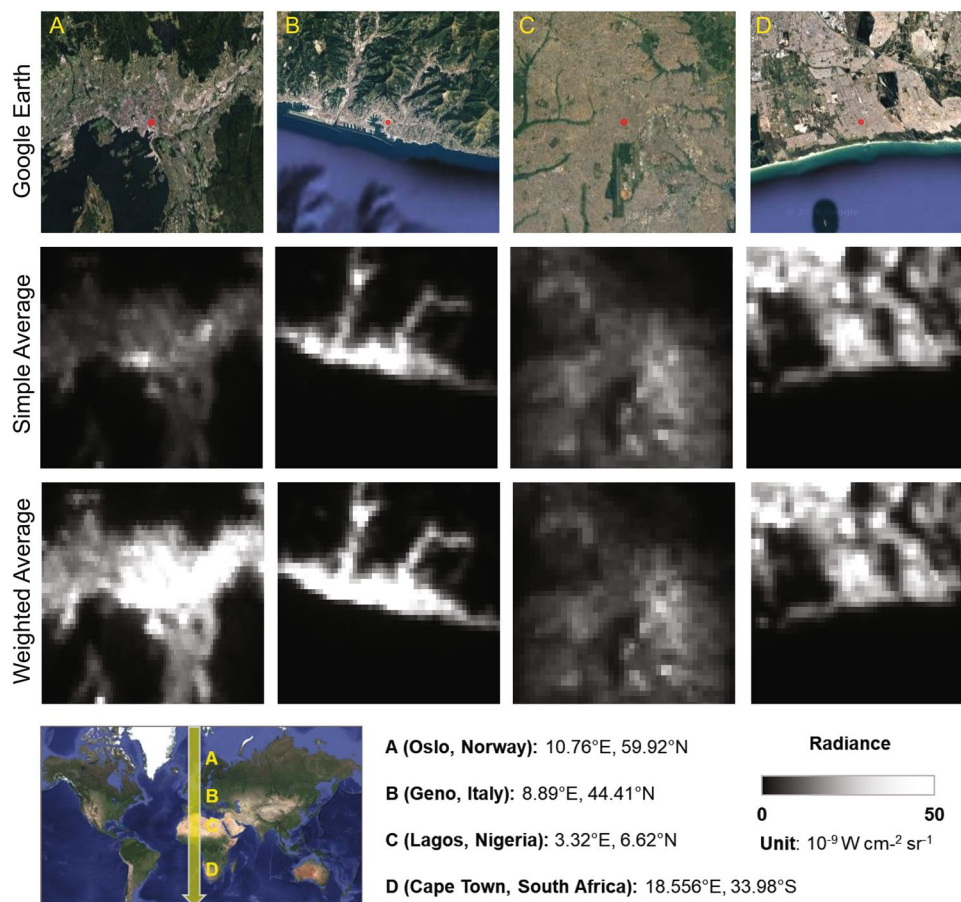 A B C D
Google Earth
Simple Average
Weighted Average
A
B
C
D
A (Oslo, Norway): 10.76°E, 59.92°N
B (Geno, Italy): 8.89°E, 44.41°N
C (Lagos, Nigeria): 3.32°E, 6.62°N
D (Cape Town, South Africa): 18.556°E, 33.98°S
Radiance
0 50
Unit: 10⁻⁹ W cm-² sr⁻¹